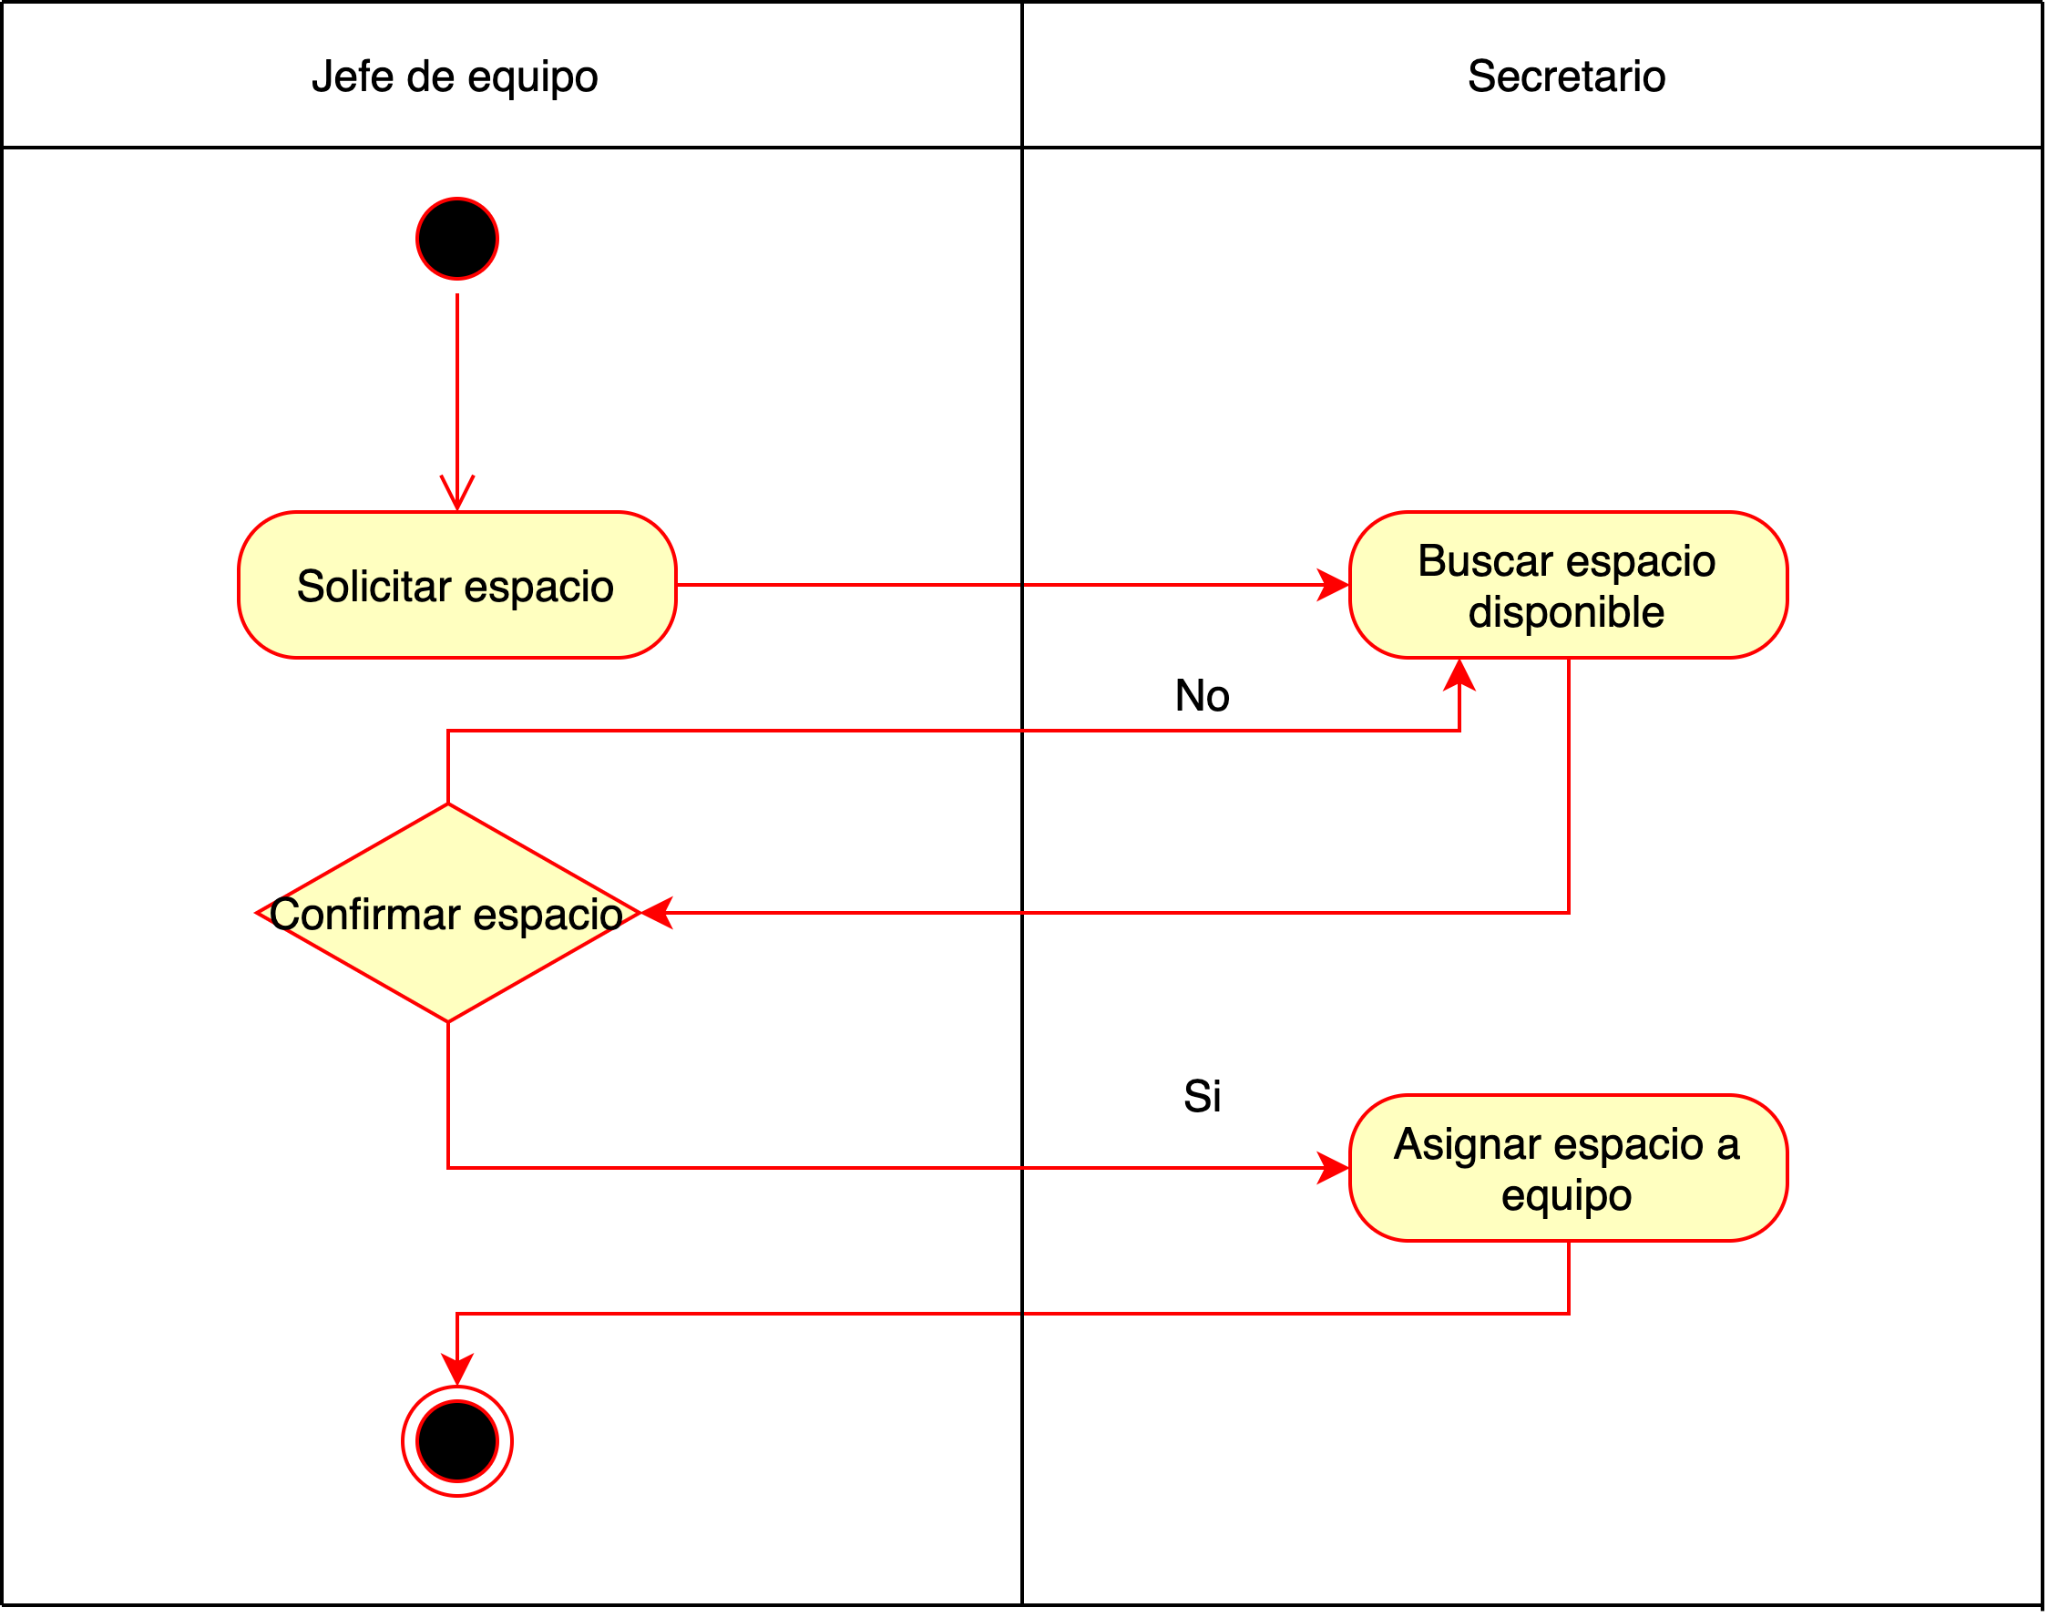 Jefe de equipo
Secretario
Solicitar espacio
Buscar espacio
disponible
No
Confirmar espacio
Si
Asignar espacio a
equipo